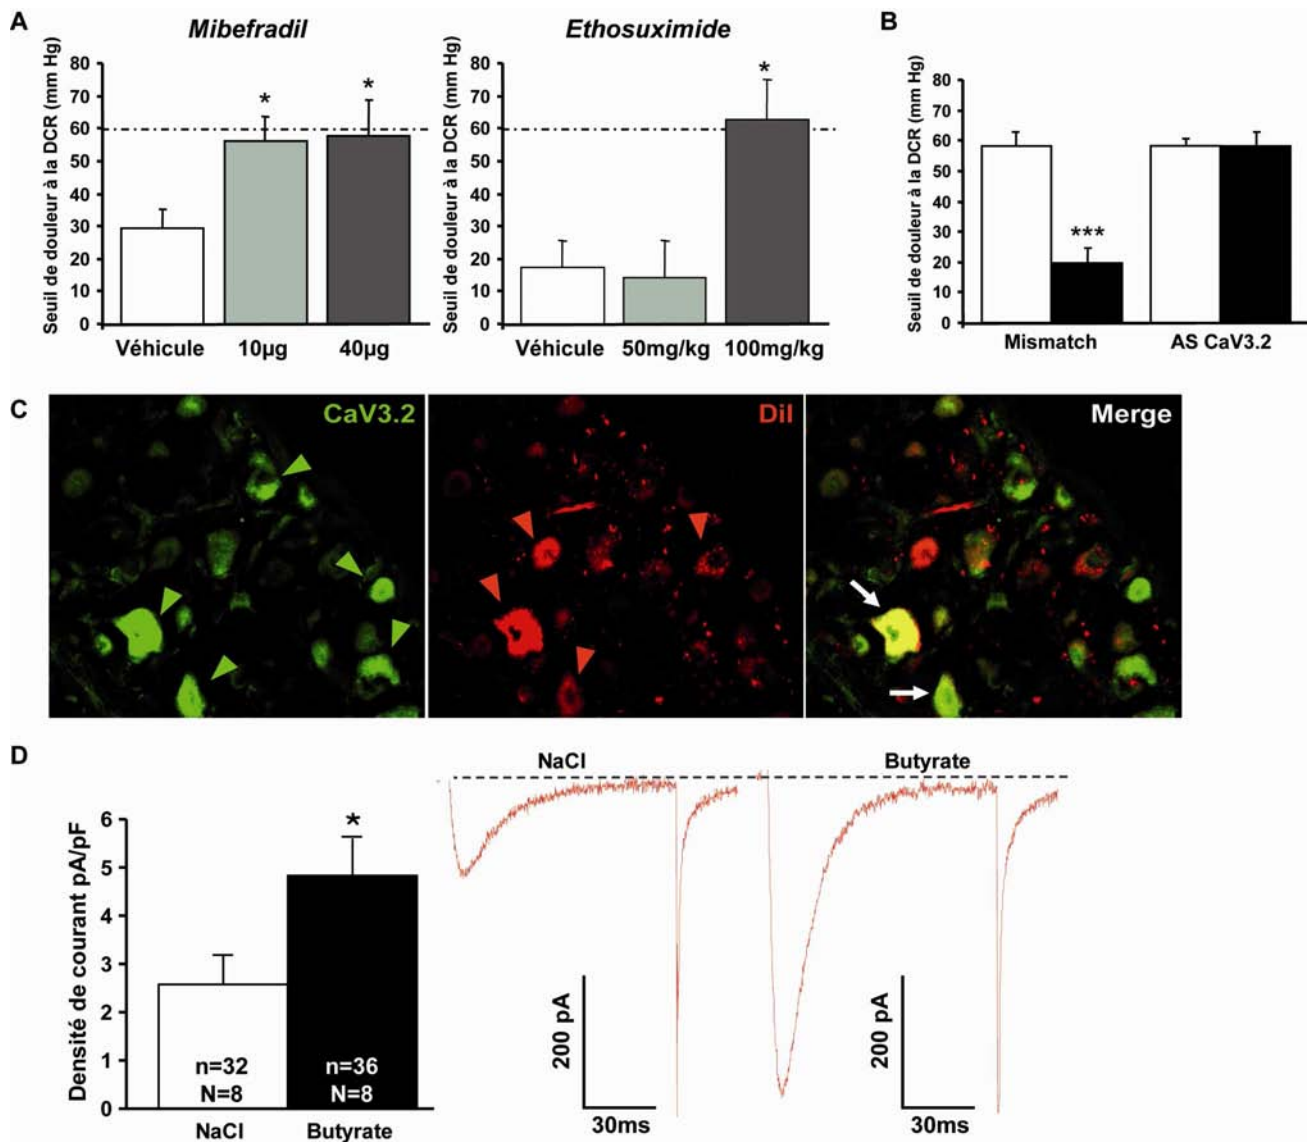 A
Mibefradil
Seuil de douleur à la DCR (mm Hg)
80
70
60
50
40
30
20
10
0
*
*
Véhicule 10µg 40µg
Ethosuximide
Seuil de douleur à la DCR (mm Hg)
80
70
60
50
40
30
20
10
0
*
Véhicule 50mg/kg 100mg/kg
B
Seuil de douleur à la DCR (mm Hg)
80
70
60
50
40
30
20
10
0
***
Mismatch AS CaV3.2
C
CaV3.2
DiI
Merge
D
Densité de courant pA/pF
6
5
4
3
2
1
0
*
n=32
N=8
n=36
N=8
NaCl Butyrate
NaCl
200 pA
30ms
Butyrate
200 pA
30ms